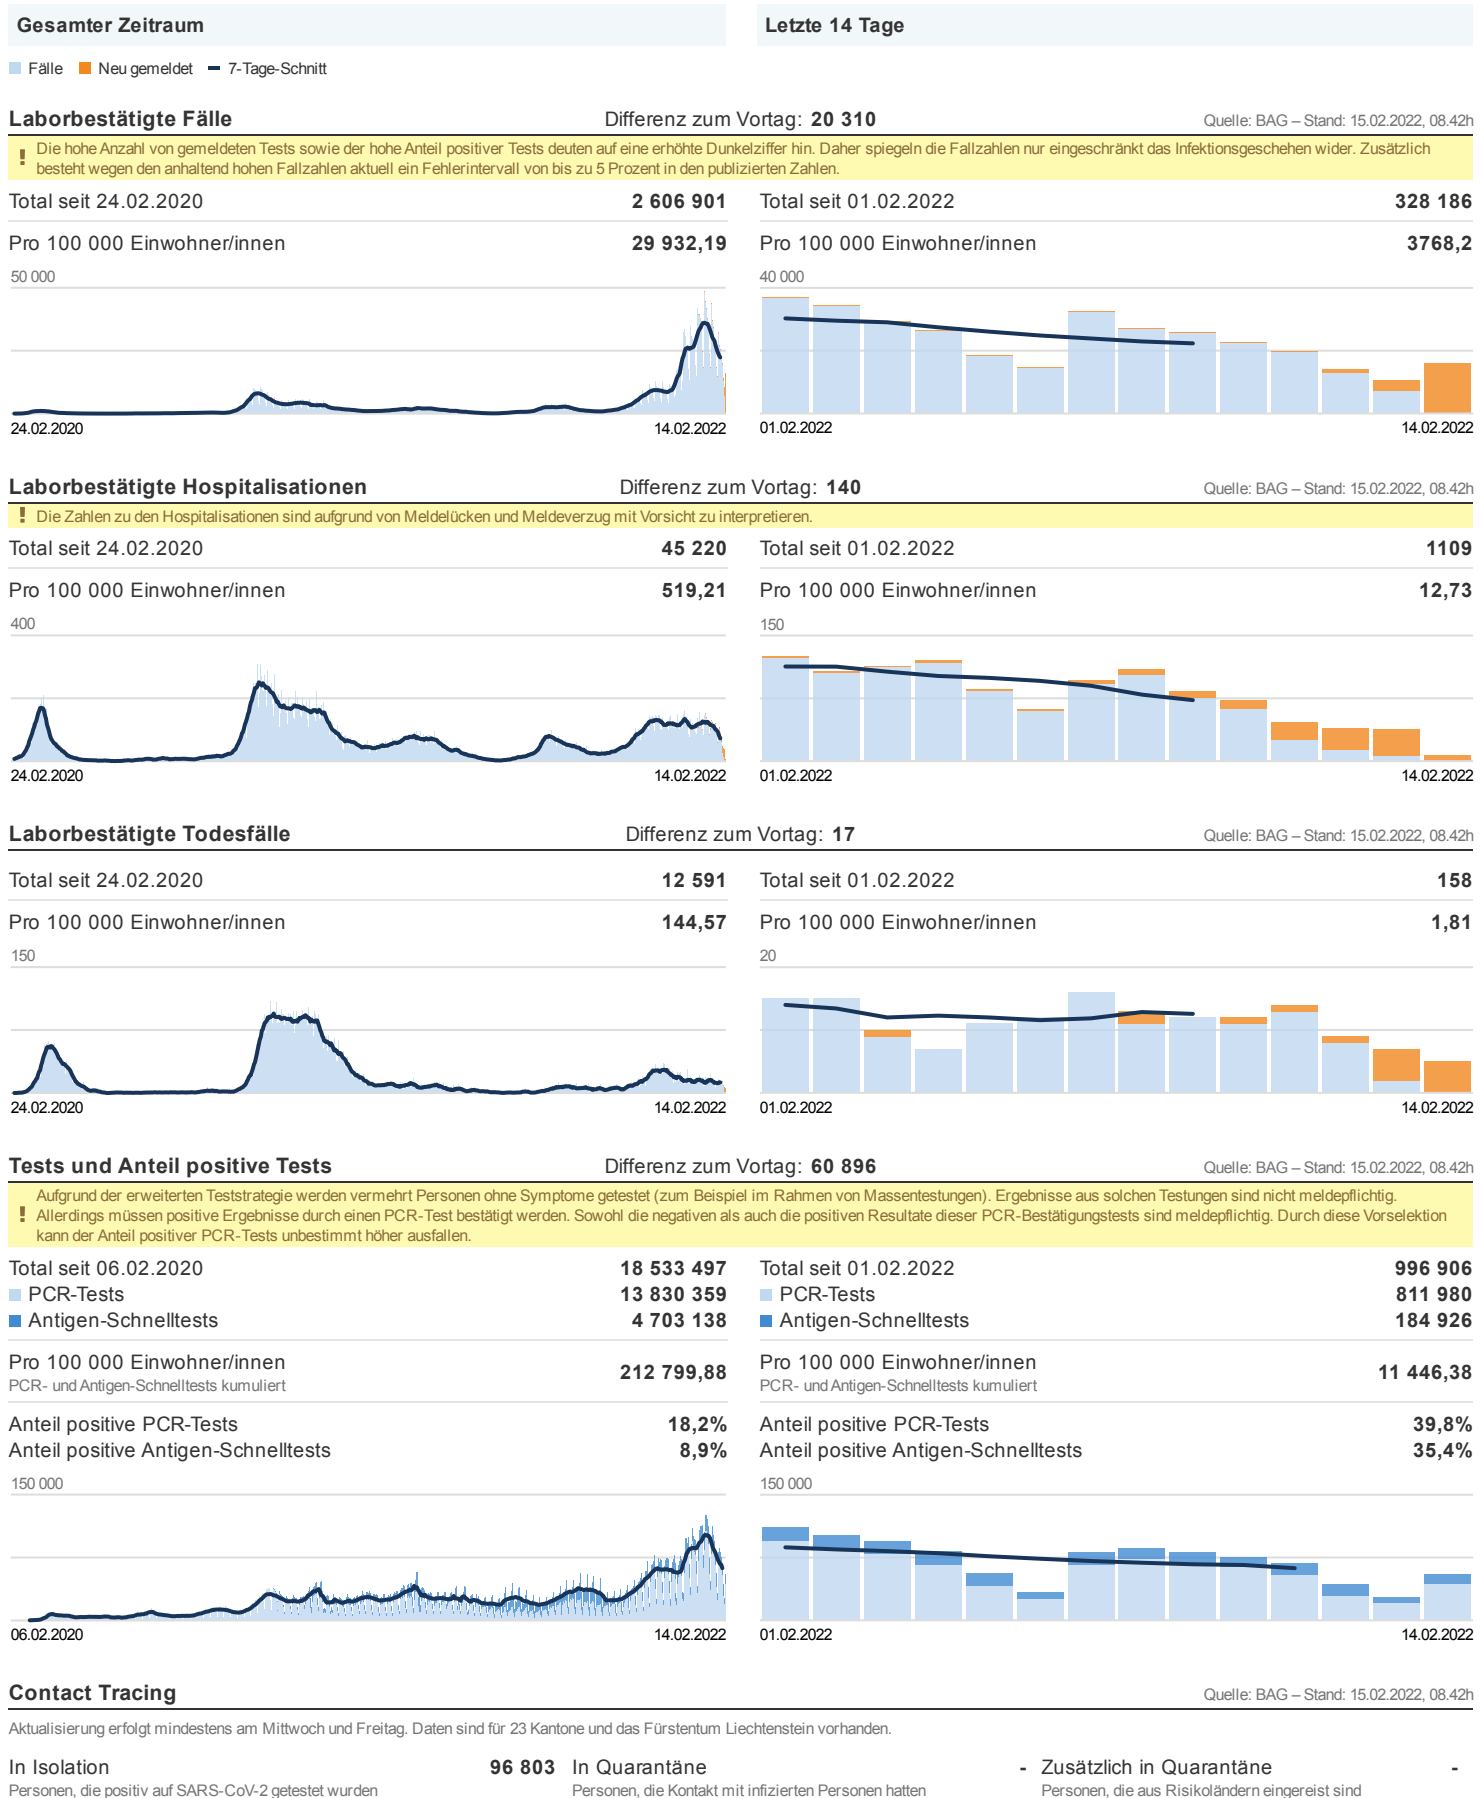 Gesamter Zeitraum
Letzte 14 Tage
Fälle Neu gemeldet 7-Tage-Schnitt
Laborbestätigte Fälle
Differenz zum Vortag: 20 310
Quelle: BAG – Stand: 15.02.2022, 08.42h
! Die hohe Anzahl von gemeldeten Tests sowie der hohe Anteil positiver Tests deuten auf eine erhöhte Dunkelziffer hin. Daher spiegeln die Fallzahlen nur eingeschränkt das Infektionsgeschehen wider. Zusätzlich
besteht wegen den anhaltend hohen Fallzahlen aktuell ein Fehlerintervall von bis zu 5 Prozent in den publizierten Zahlen.
Total seit 24.02.2020 2 606 901
Pro 100 000 Einwohner/innen 29 932,19
50 000
24.02.2020 14.02.2022
Total seit 01.02.2022 328 186
Pro 100 000 Einwohner/innen 3768,2
40 000
01.02.2022 14.02.2022
Laborbestätigte Hospitalisationen
Differenz zum Vortag: 140
Quelle: BAG – Stand: 15.02.2022, 08.42h
! Die Zahlen zu den Hospitalisationen sind aufgrund von Meldelücken und Meldeverzug mit Vorsicht zu interpretieren.
Total seit 24.02.2020 45 220
Pro 100 000 Einwohner/innen 519,21
400
24.02.2020 14.02.2022
Total seit 01.02.2022 1109
Pro 100 000 Einwohner/innen 12,73
150
01.02.2022 14.02.2022
Laborbestätigte Todesfälle
Differenz zum Vortag: 17
Quelle: BAG – Stand: 15.02.2022, 08.42h
Total seit 24.02.2020 12 591
Pro 100 000 Einwohner/innen 144,57
150
24.02.2020 14.02.2022
Total seit 01.02.2022 158
Pro 100 000 Einwohner/innen 1,81
20
01.02.2022 14.02.2022
Tests und Anteil positive Tests
Differenz zum Vortag: 60 896
Quelle: BAG – Stand: 15.02.2022, 08.42h
Aufgrund der erweiterten Teststrategie werden vermehrt Personen ohne Symptome getestet (zum Beispiel im Rahmen von Massentestungen). Ergebnisse aus solchen Testungen sind nicht meldepflichtig.
! Allerdings müssen positive Ergebnisse durch einen PCR-Test bestätigt werden. Sowohl die negativen als auch die positiven Resultate dieser PCR-Bestätigungstests sind meldepflichtig. Durch diese Vorselektion
kann der Anteil positiver PCR-Tests unbestimmt höher ausfallen.
Total seit 06.02.2020 18 533 497
PCR-Tests 13 830 359
Antigen-Schnelltests 4 703 138
Pro 100 000 Einwohner/innen 212 799,88
PCR- und Antigen-Schnelltests kumuliert
Anteil positive PCR-Tests 18,2%
Anteil positive Antigen-Schnelltests 8,9%
150 000
06.02.2020 14.02.2022
Total seit 01.02.2022 996 906
PCR-Tests 811 980
Antigen-Schnelltests 184 926
Pro 100 000 Einwohner/innen 11 446,38
PCR- und Antigen-Schnelltests kumuliert
Anteil positive PCR-Tests 39,8%
Anteil positive Antigen-Schnelltests 35,4%
150 000
01.02.2022 14.02.2022
Contact Tracing
Quelle: BAG – Stand: 15.02.2022, 08.42h
Aktualisierung erfolgt mindestens am Mittwoch und Freitag. Daten sind für 23 Kantone und das Fürstentum Liechtenstein vorhanden.
In Isolation 96 803
Personen, die positiv auf SARS-CoV-2 getestet wurden
In Quarantäne -
Personen, die Kontakt mit infizierten Personen hatten
Zusätzlich in Quarantäne -
Personen, die aus Risikoländern eingereist sind